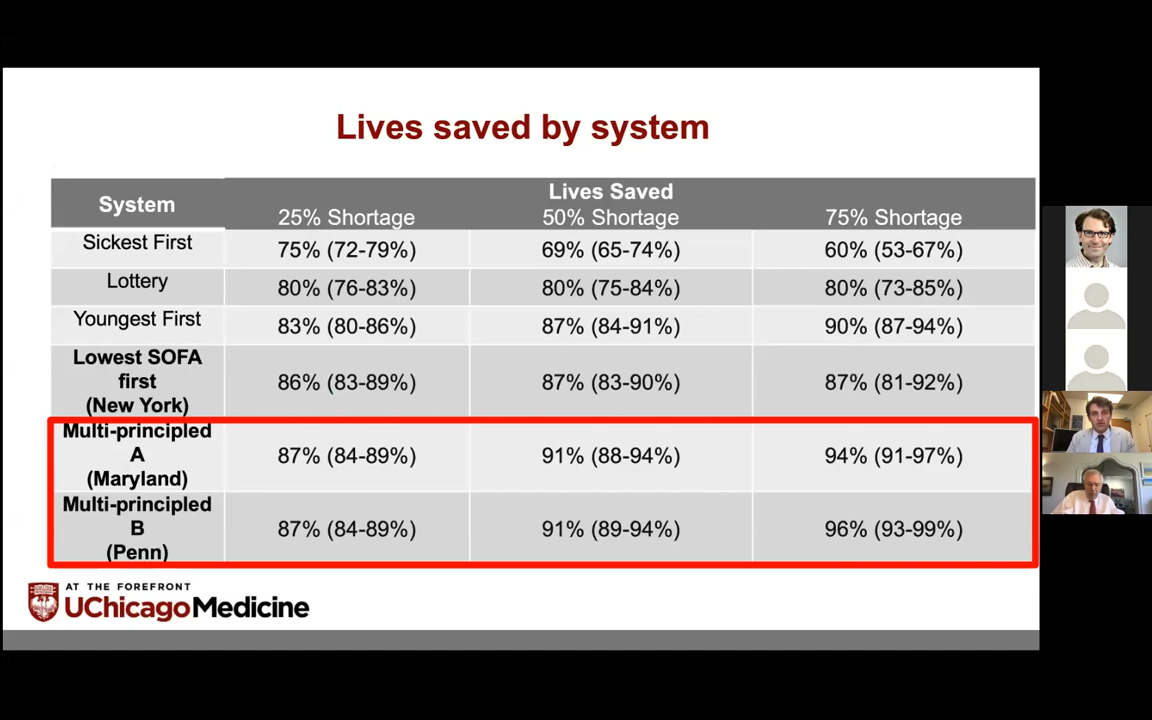 Lives saved by system
System
Lives Saved
25% Shortage 50% Shortage 75% Shortage
Sickest First 75% (72-79%) 69% (65-74%) 60% (53-67%)
Lottery 80% (76-83%) 80% (75-84%) 80% (73-85%)
Youngest First 83% (80-86%) 87% (84-91%) 90% (87-94%)
Lowest SOFA
first 86% (83-89%) 87% (83-90%) 87% (81-92%)
(New York)
Multi-principled
A 87% (84-89%) 91% (88-94%) 94% (91-97%)
(Maryland)
Multi-principled
B 87% (84-89%) 91% (89-94%) 96% (93-99%)
(Penn)
AT THE FOREFRONT
UChicagoMedicine